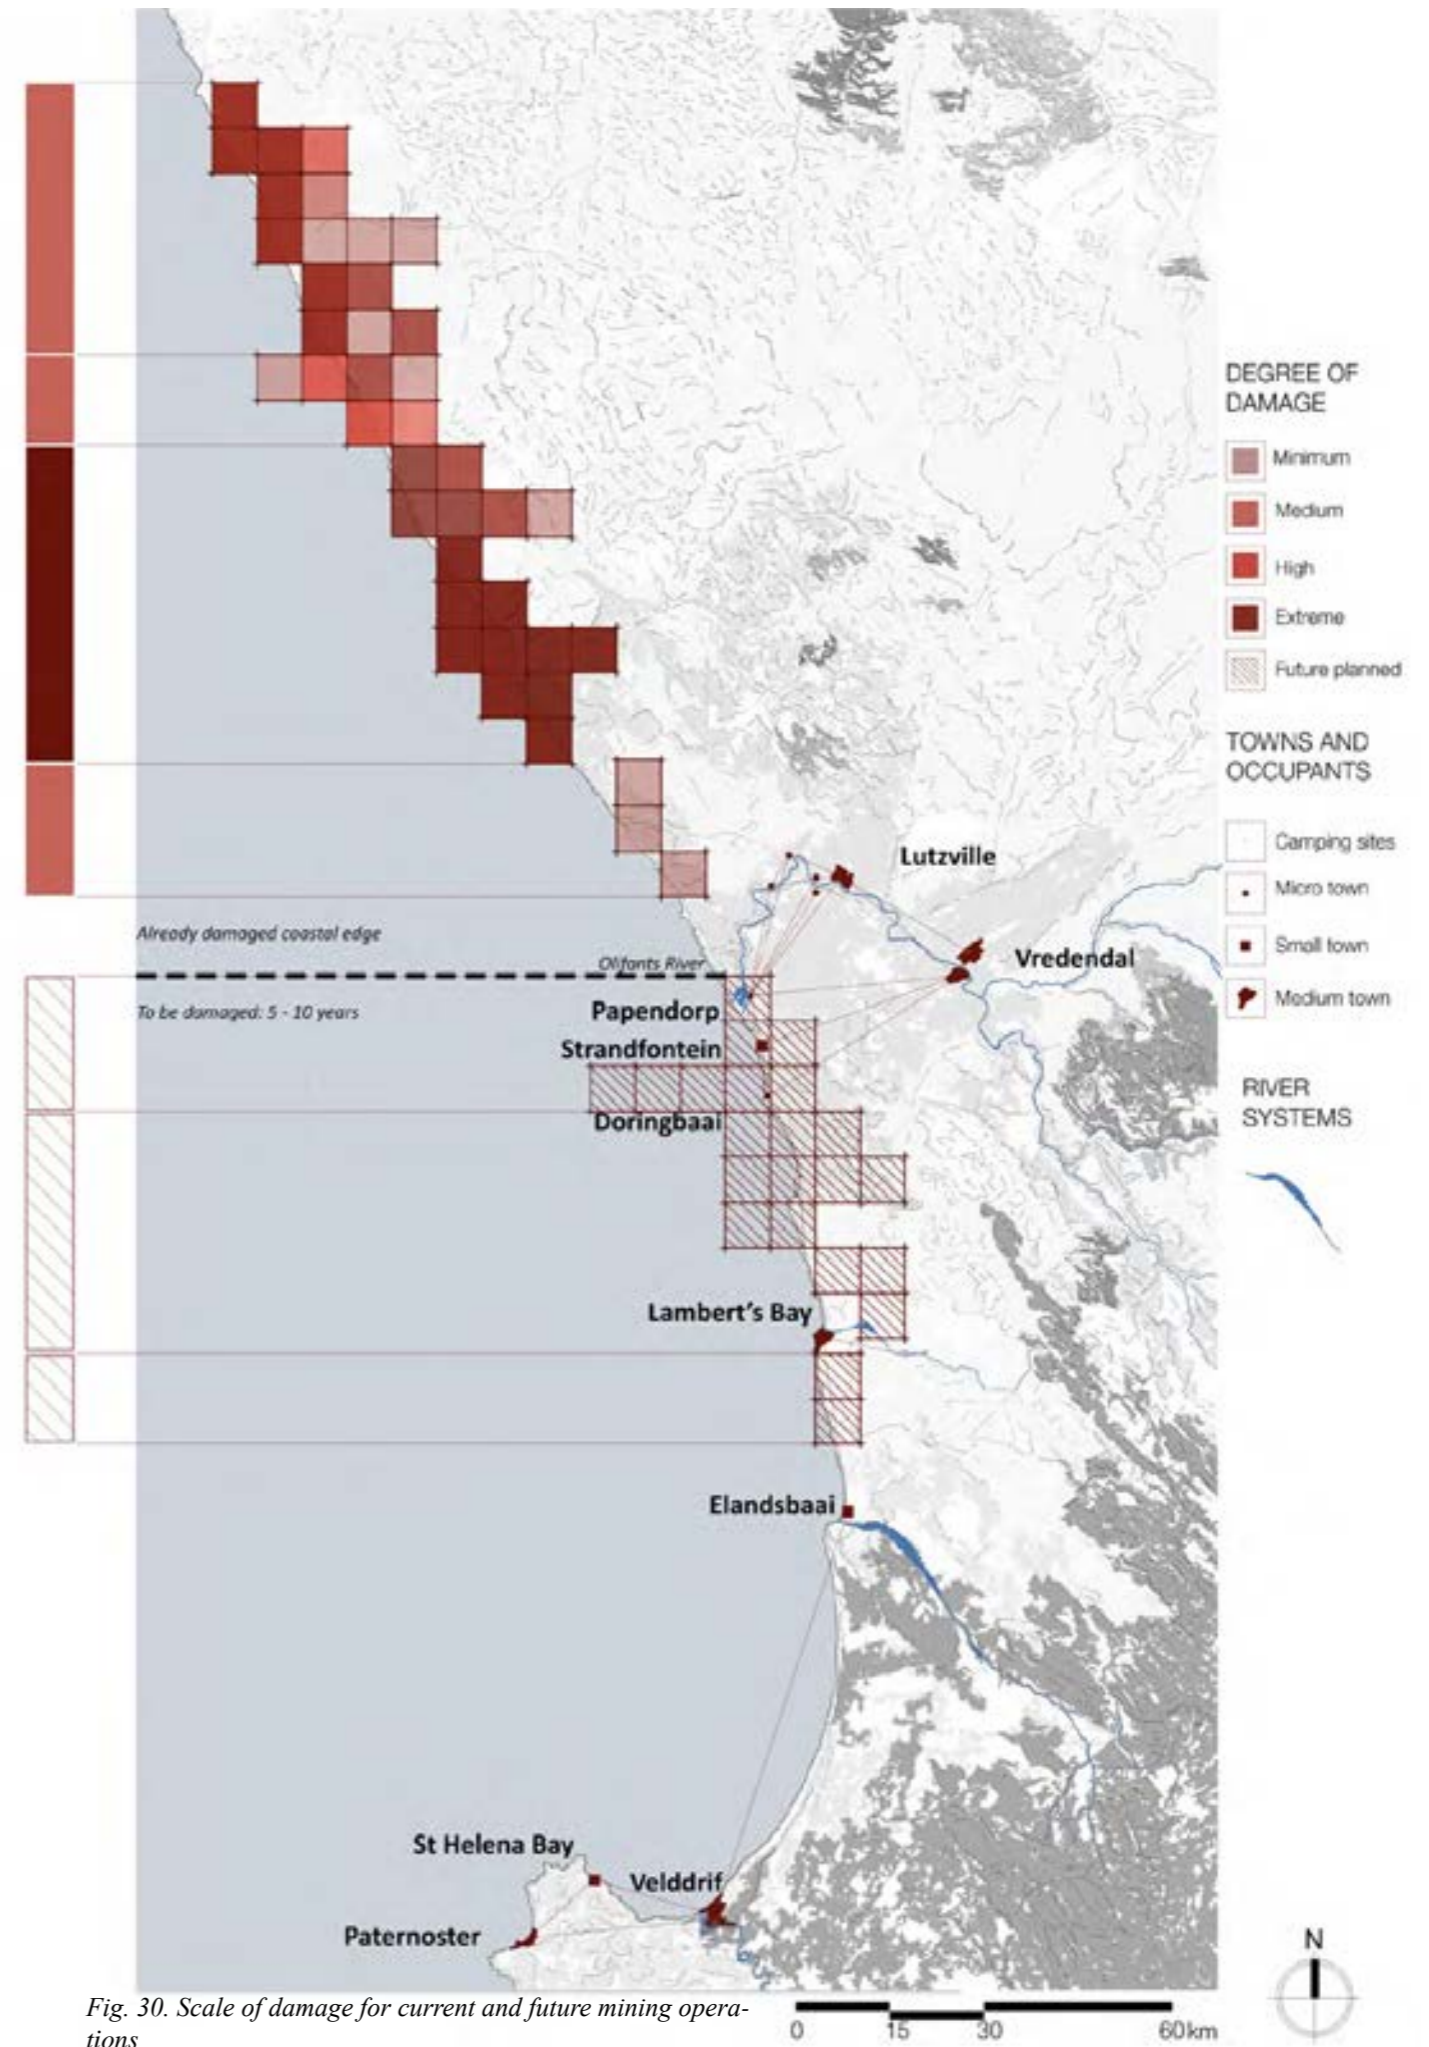 DEGREE OF
DAMAGE
Minimum
Medium
High
Extreme
Future planned
TOWNS AND
OCCUPANTS
Camping sites
Micro town
Small town
Medium town
RIVER
SYSTEMS
Lutzville
Vredendal
Already damaged coastal edge
Olifants River
To be damaged: 5 - 10 years
Papendorp
Strandfontein
Doringbaai
Lambert's Bay
Elandsbaai
St Helena Bay
Velddrif
Paternoster
N
0 15 30 60km
Fig. 30. Scale of damage for current and future mining opera-
tions